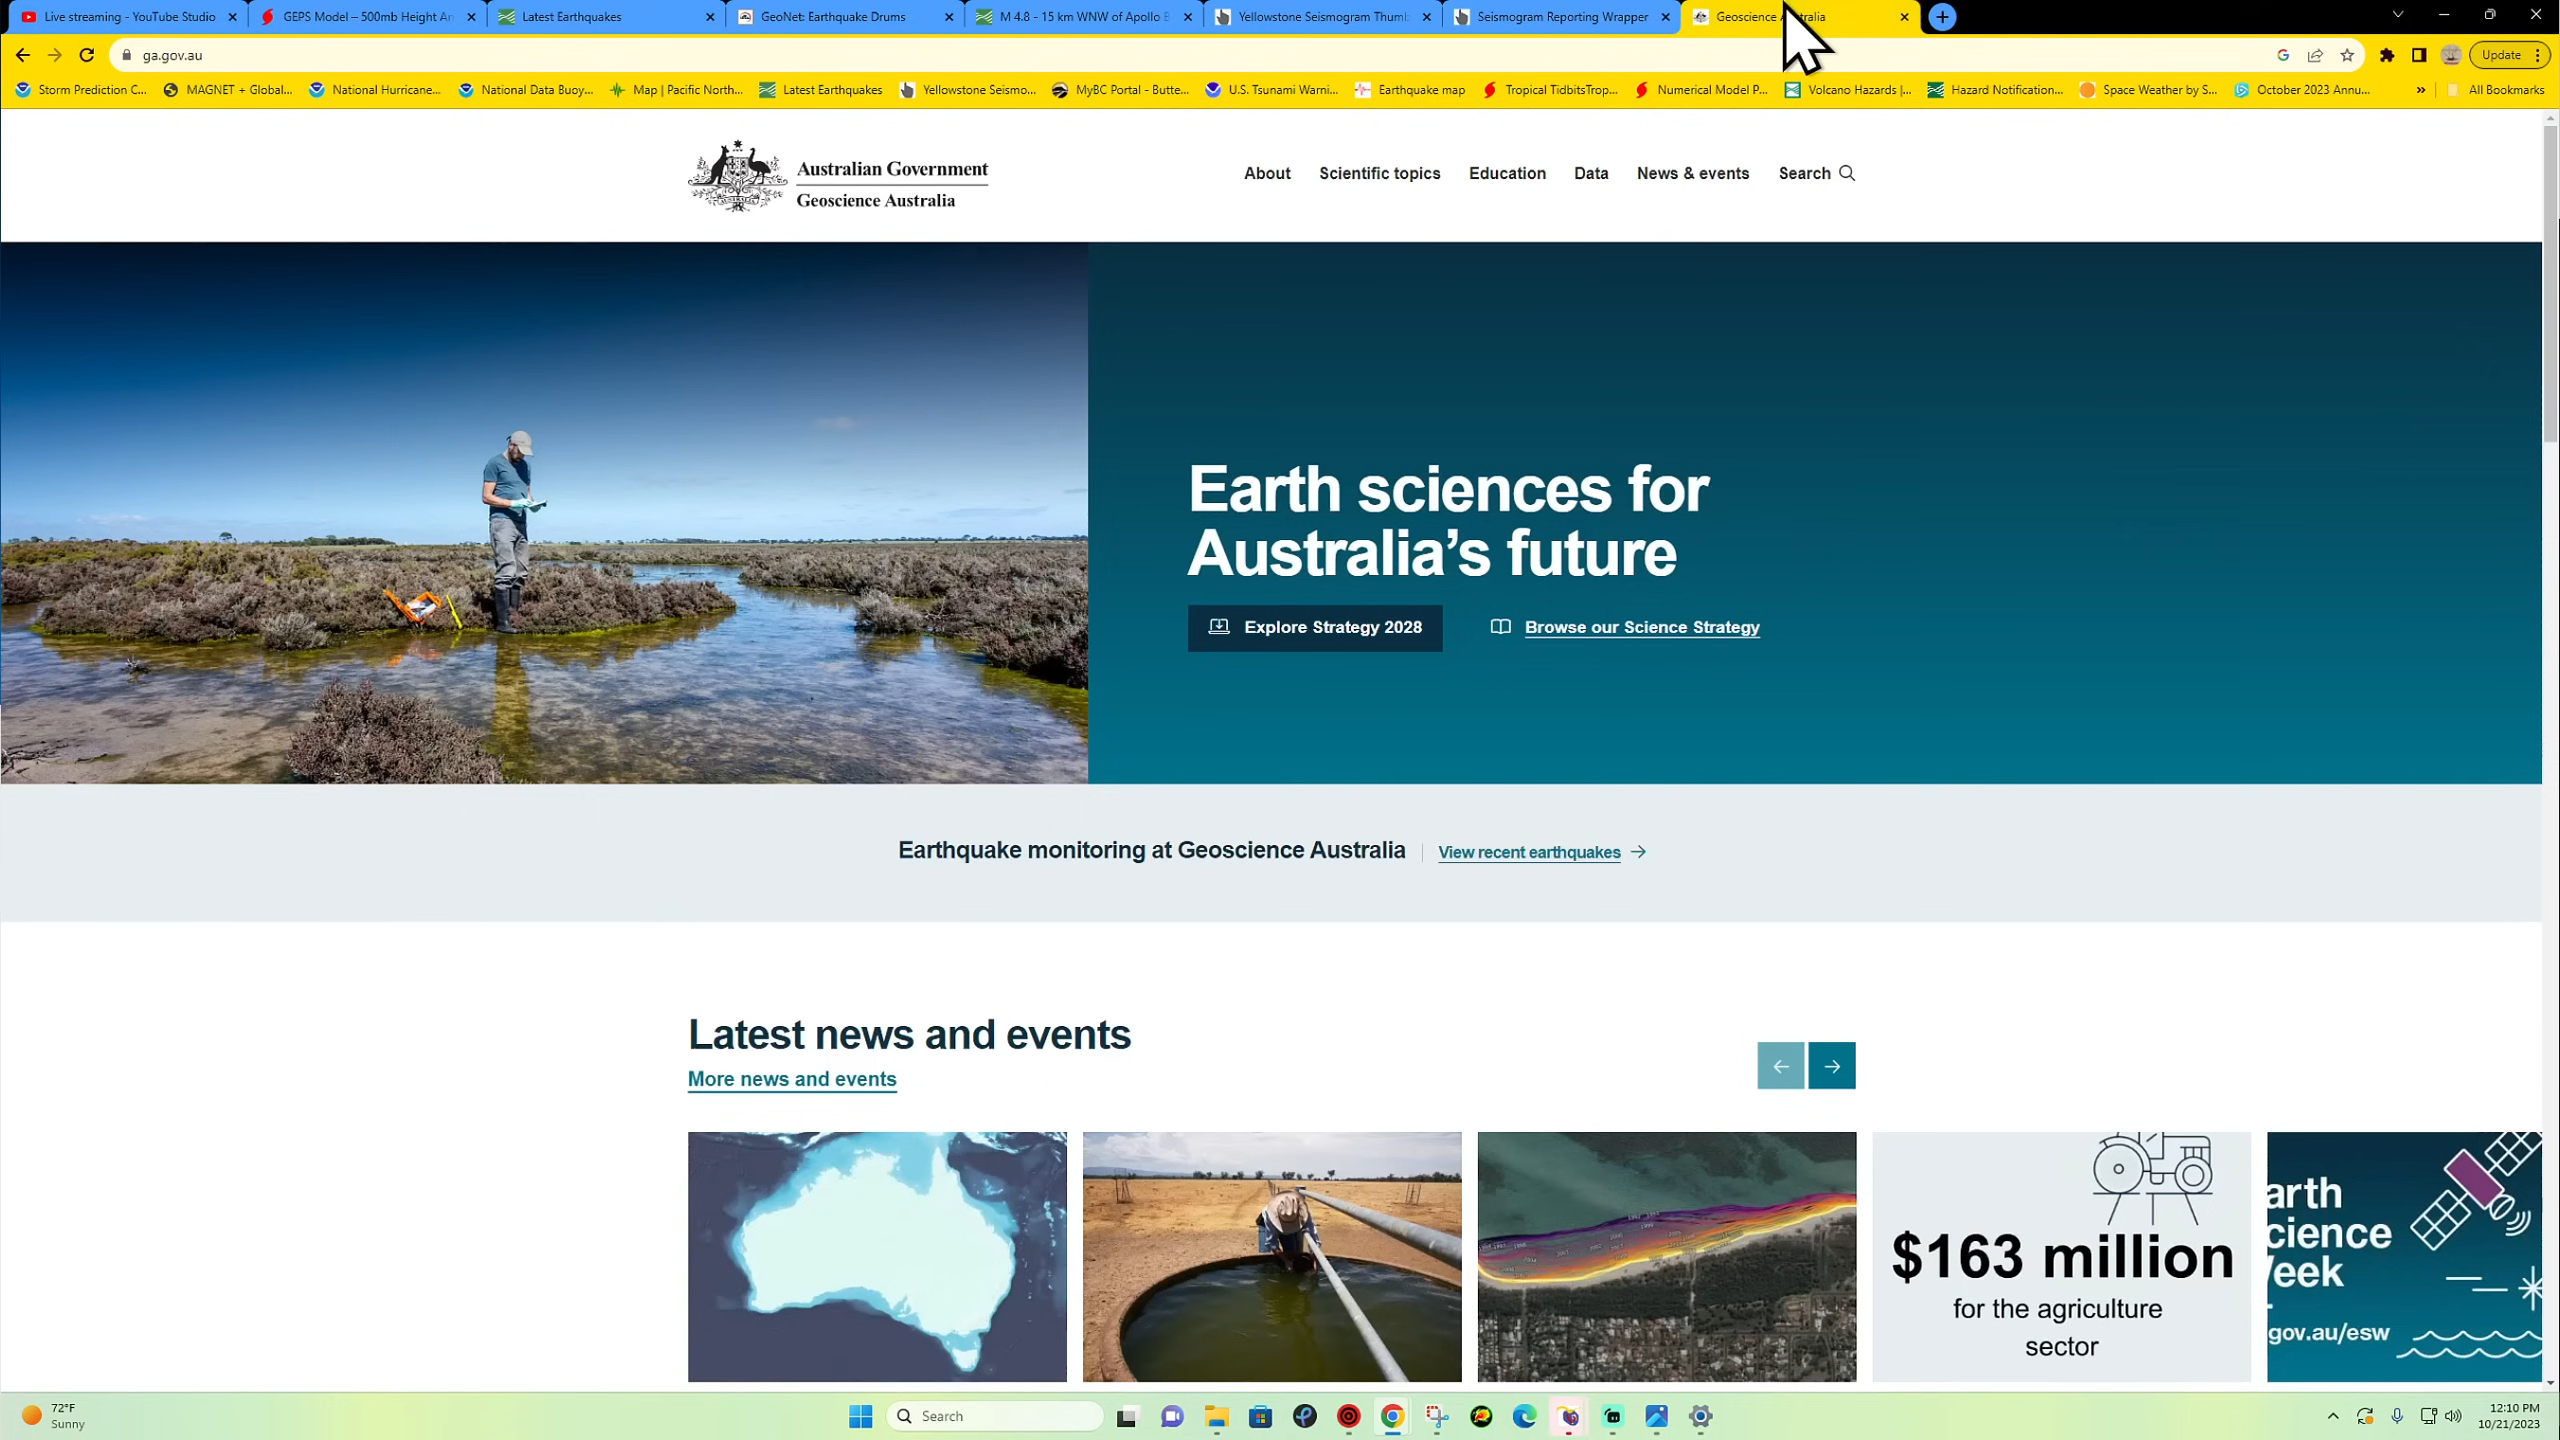 Live streaming - YouTube Studio
GEPS Model – 500mb Height An
Latest Earthquakes
GeoNet: Earthquake Drums
M 4.8 - 15 km WNW of Apollo B
Yellowstone Seismogram Thumb
Seismogram Reporting Wrapper
Geoscience
ga.gov.au
Update
Storm Prediction C...
MAGNET + Global...
National Hurricane...
National Data Buoy...
Map | Pacific North...
Latest Earthquakes
Yellowstone Seismo...
MyBC Portal - Butte...
U.S. Tsunami Warni...
Earthquake map
Tropical TidbitsTrop...
Numerical Model P...
Volcano Hazards |...
Hazard Notification...
Space Weather by S...
October 2023 Annu...
»
All Bookmarks
Australian Government
Geoscience Australia
About
Scientific topics
Education
Data
News & events
Search
Earth sciences for
Australia's future
Explore Strategy 2028
Browse our Science Strategy
Earthquake monitoring at Geoscience Australia
View recent earthquakes
Latest news and events
More news and events
$163 million
for the agriculture
sector
arth
cience
eek
gov.au/esw
72°F
Sunny
Search
12:10 PM
10/21/2023